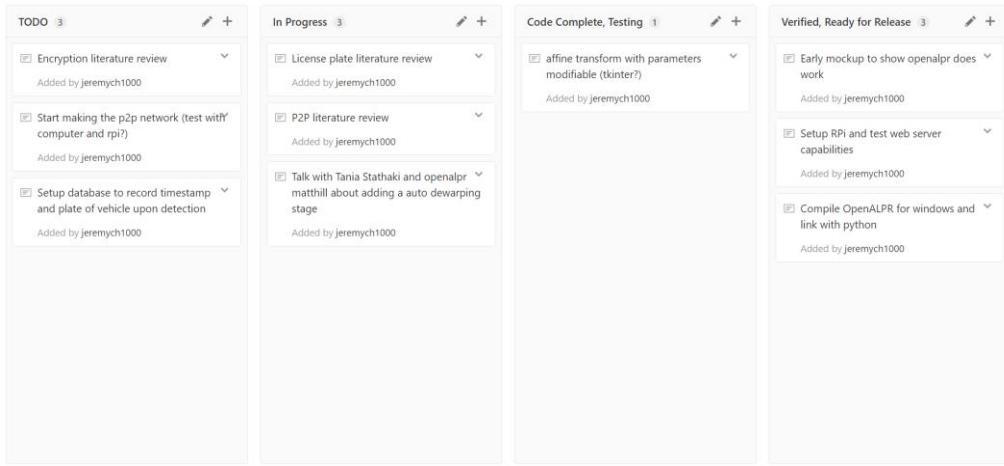 TODO 3
Encryption literature review
Added by jeremych1000
Start making the p2p network (test with
computer and rpi?)
Added by jeremych1000
Setup database to record timestamp
and plate of vehicle upon detection
Added by jeremych1000
In Progress 3
License plate literature review
Added by jeremych1000
P2P literature review
Added by jeremych1000
Talk with Tania Stathaki and openalpr
matthill about adding a auto dewarping
stage
Added by jeremych1000
Code Complete, Testing 1
affine transform with parameters
modifiable (tkinter?)
Added by jeremych1000
Verified, Ready for Release 3
Early mockup to show openalpr does
work
Added by jeremych1000
Setup RPi and test web server
capabilities
Added by jeremych1000
Compile OpenALPR for windows and
link with python
Added by jeremych1000